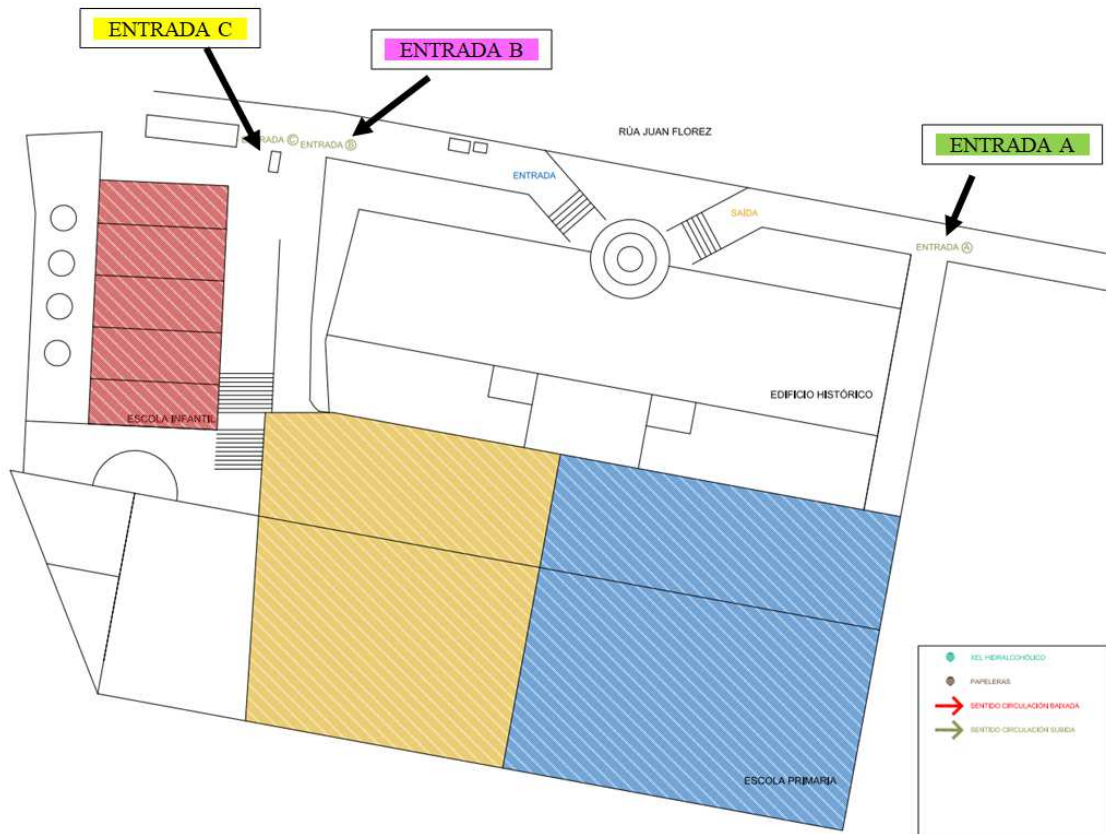 ENTRADA C
ENTRADA B
RÚA JUAN FLOREZ
ENTRADA A
ENTRADA C
ENTRADA B
ENTRADA
SAÍDA
ENTRADA A
EDIFICIO HISTÓRICO
ESCOLA INFANTIL
XEL HIDRALCOHÓLICO
PAPELERAS
SENTIDO CIRCULACIÓN BAIXADA
SENTIDO CIRCULACIÓN SUBIDA
ESCOLA PRIMARIA